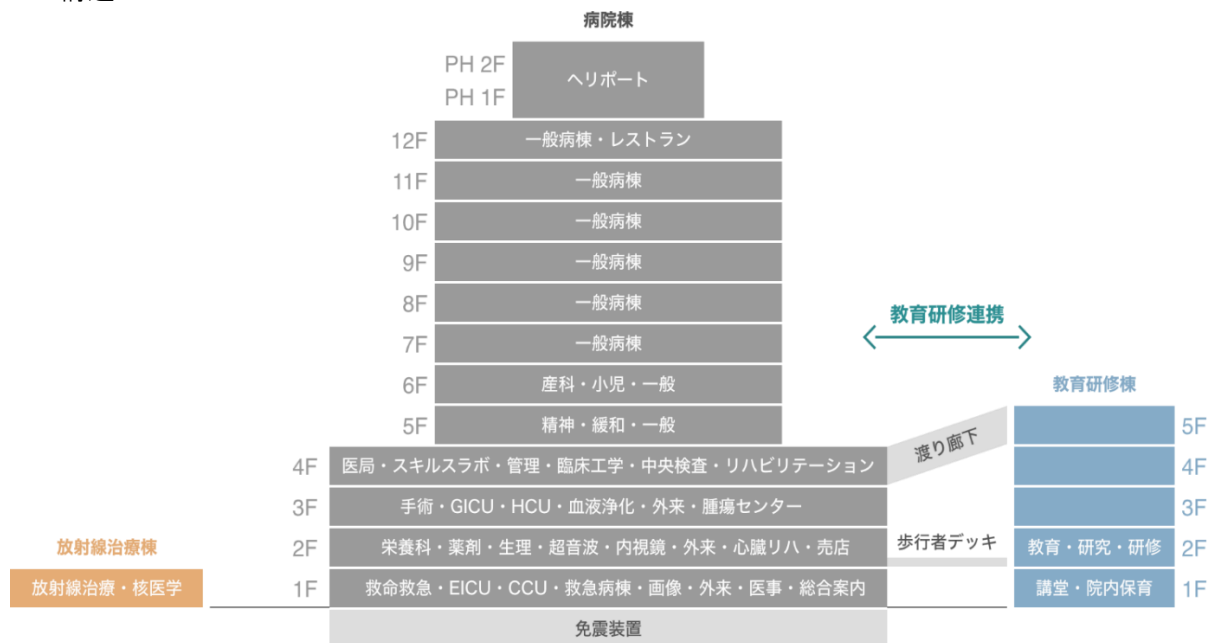 病院棟
PH 2F
PH 1F
ヘリポート
12F 一般病棟・レストラン
11F 一般病棟
10F 一般病棟
9F 一般病棟
8F 一般病棟
7F 一般病棟
教育研修連携
6F 産科・小児・一般
教育研修棟
5F 精神・緩和・一般
5F
4F 医局・スキルスラボ・管理・臨床工学・中央検査・リハビリテーション
渡り廊下
4F
3F 手術・GICU・HCU・血液浄化・外来・腫瘍センター
3F
放射線治療棟
2F 栄養科・薬剤・生理・超音波・内視鏡・外来・心臓リハ・売店
歩行者デッキ
教育・研究・研修 2F
放射線治療・核医学
1F 救命救急・EICU・CCU・救急病棟・画像・外来・医事・総合案内
講堂・院内保育 1F
免震装置